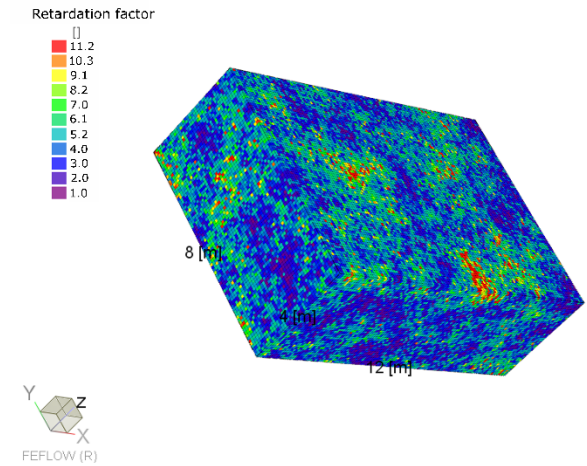 Retardation factor
[]
11.2
10.3
9.1
8.2
7.0
6.1
5.2
4.0
3.0
2.0
1.0
8 [m]
4 [m]
12 [m]
Y
Z
X
FEFLOW (R)